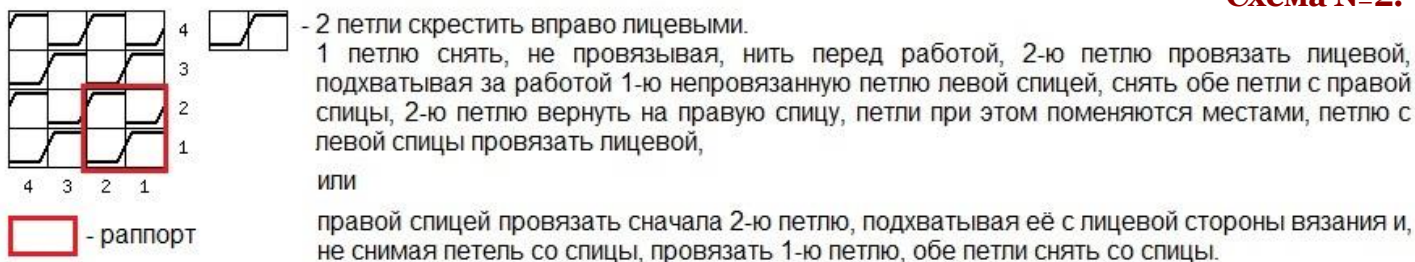 Схема №2.
- 2 петли скрестить вправо лицевыми.
1 петлю снять, не провязывая, нить перед работой, 2-ю петлю провязать лицевой,
подхватывая за работой 1-ю непровязанную петлю левой спицей, снять обе петли с правой
спицы, 2-ю петлю вернуть на правую спицу, петли при этом поменяются местами, петлю с
левой спицы провязать лицевой,
или
правой спицей провязать сначала 2-ю петлю, подхватывая её с лицевой стороны вязания и,
не снимая петель со спицы, провязать 1-ю петлю, обе петли снять со спицы.
4
3
2
1
4 3 2 1
- раппорт